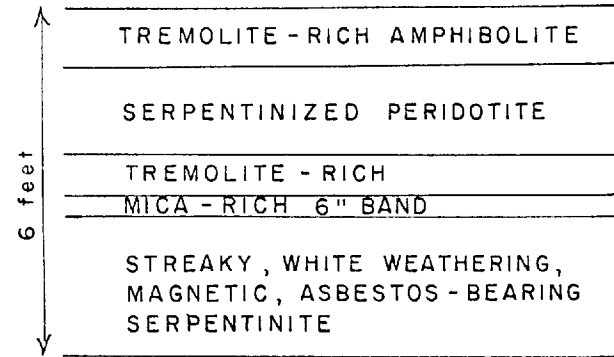 TREMOLITE-RICH AMPHIBOLITE
SERPENTINIZED PERIDOTITE
6 feet
TREMOLITE - RICH
MICA-RICH 6" BAND
STREAKY, WHITE WEATHERING,
MAGNETIC, ASBESTOS-BEARING
SERPENTINITE